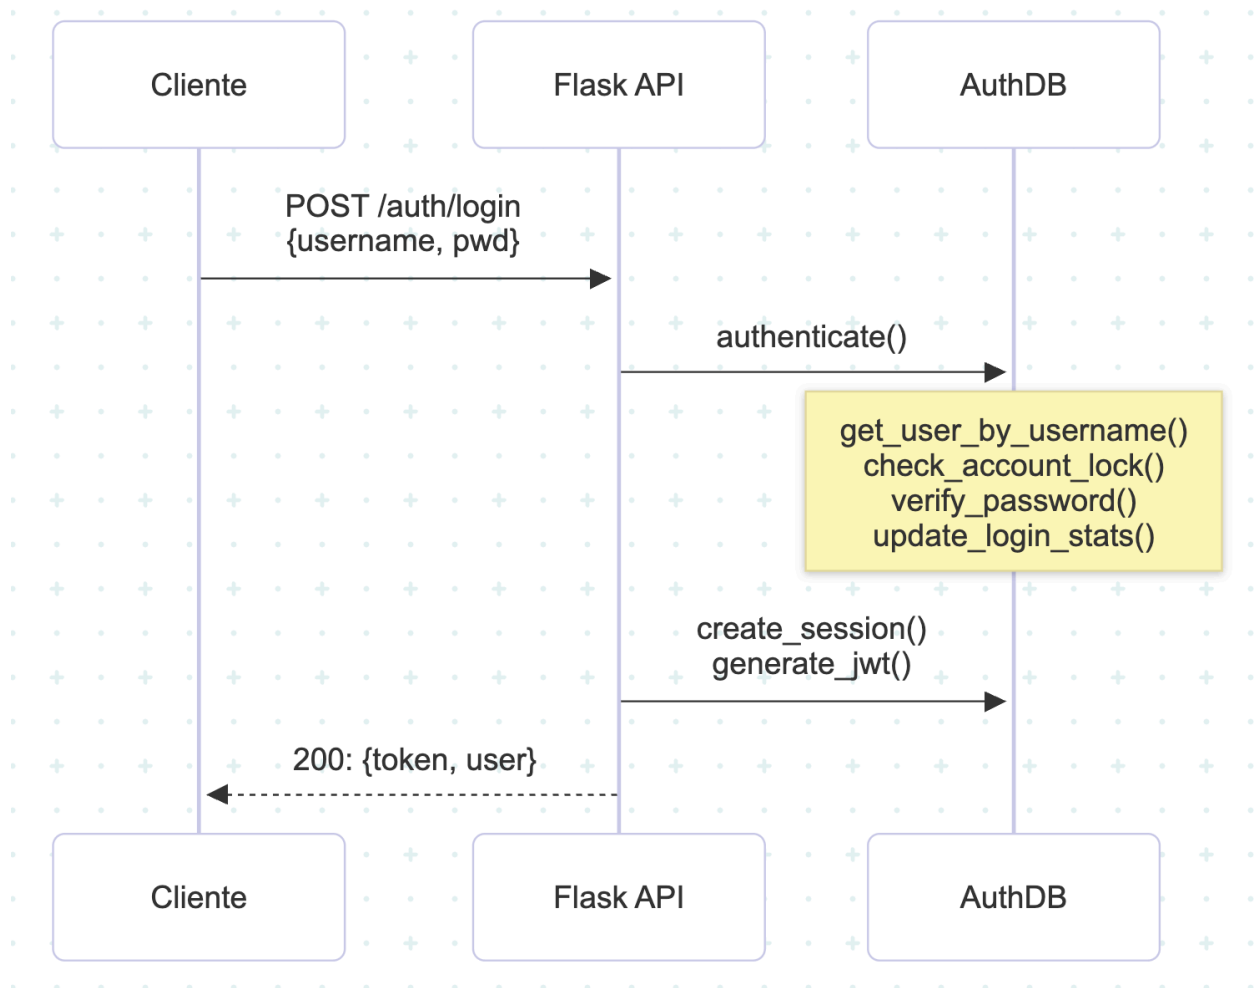 Cliente
Flask API
AuthDB
POST /auth/login
{username, pwd}
authenticate()
get_user_by_username()
check_account_lock()
verify_password()
update_login_stats()
create_session()
generate_jwt()
200: {token, user}
Cliente
Flask API
AuthDB